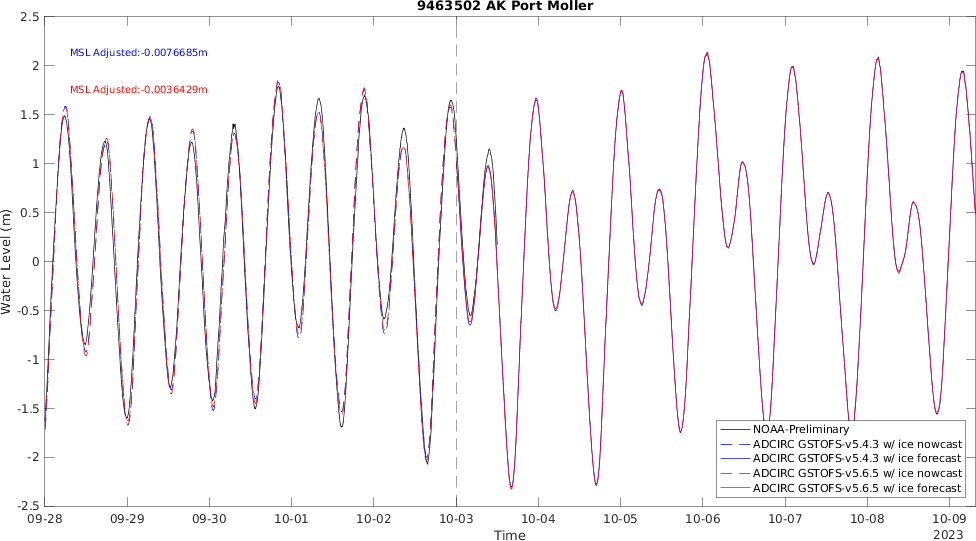 9463502 AK Port Moller
MSL Adjusted:-0.0076685m
MSL Adjusted:-0.0036429m
Water Level (m)
2.5
2
1.5
1
0.5
0
-0.5
-1
-1.5
-2
-2.5
NOAA-Preliminary
ADCIRC GSTOFS-v5.4.3 w/ ice nowcast
ADCIRC GSTOFS-v5.4.3 w/ ice forecast
ADCIRC GSTOFS-v5.6.5 w/ ice nowcast
ADCIRC GSTOFS-v5.6.5 w/ ice forecast
09-28 09-29 09-30 10-01 10-02 10-03 10-04 10-05 10-06 10-07 10-08 10-09
Time
2023